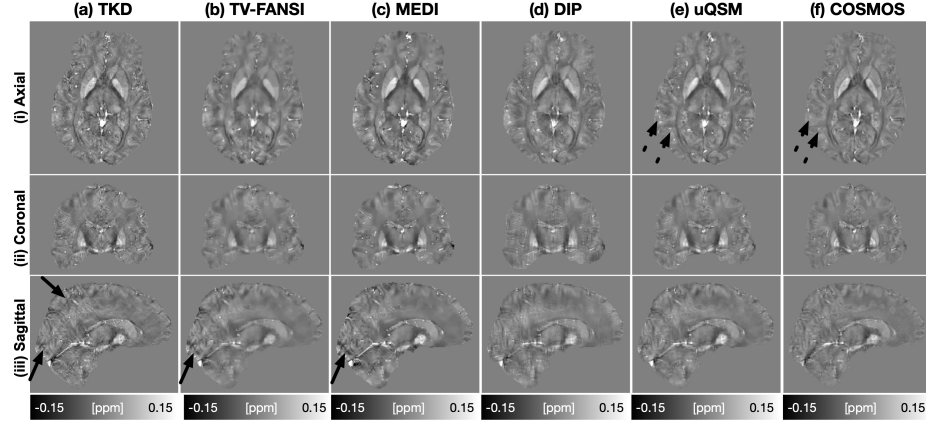 (a) TKD (b) TV-FANSI (c) MEDI (d) DIP (e) uQSM (f) COSMOS
(i) Axial
(ii) Coronal
(iii) Sagittal
-0.15 [ppm] 0.15 -0.15 [ppm] 0.15 -0.15 [ppm] 0.15 -0.15 [ppm] 0.15 -0.15 [ppm] 0.15 -0.15 [ppm] 0.15